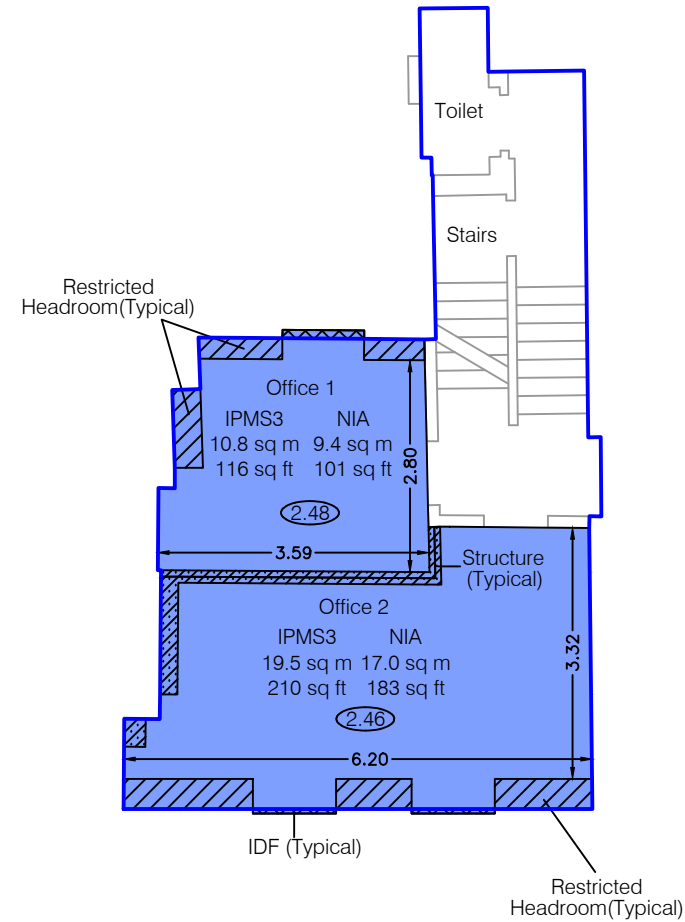 Toilet
Stairs
Restricted
Headroom(Typical)
Office 1
IPMS3 NIA
10.8 sq m 9.4 sq m
116 sq ft 101 sq ft
2.80
2.48
3.59
Structure
(Typical)
Office 2
IPMS3 NIA
19.5 sq m 17.0 sq m
210 sq ft 183 sq ft
3.32
2.46
6.20
IDF (Typical)
Restricted
Headroom(Typical)